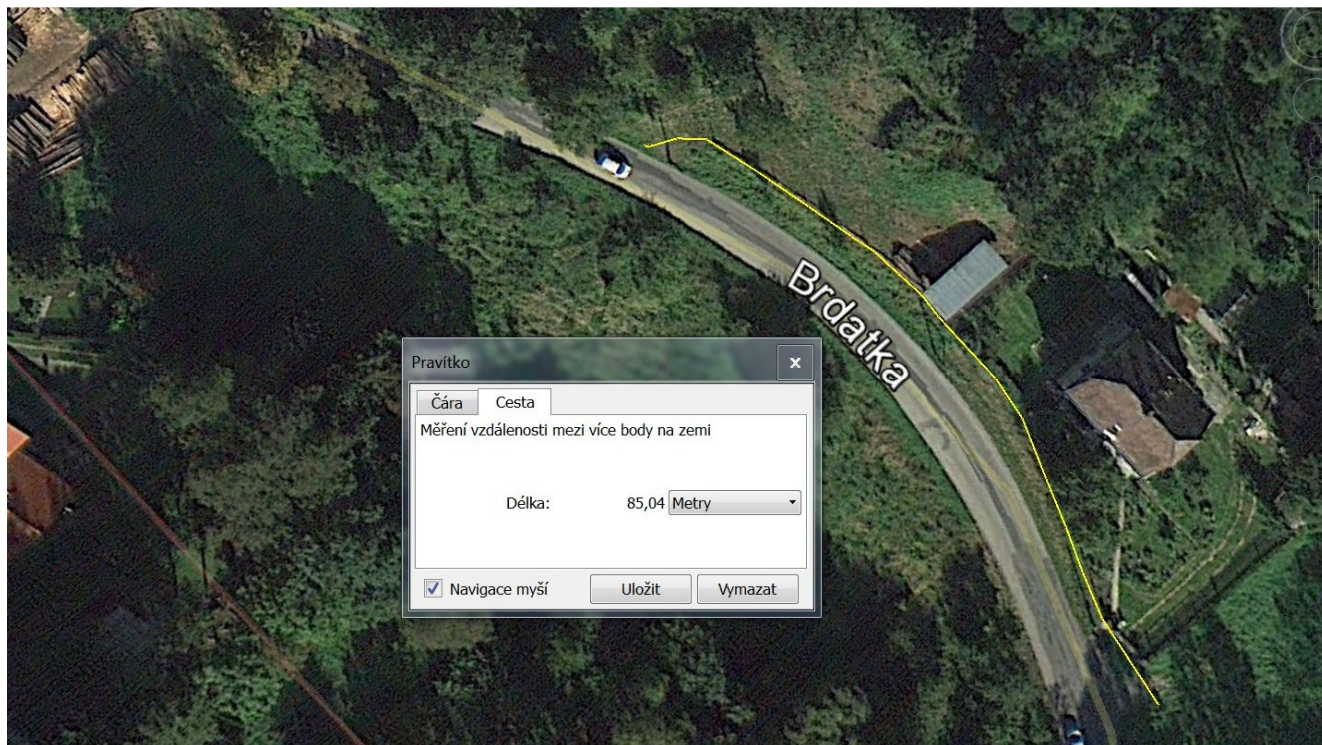 Brdatka
Pravítko
x
Čára Cesta
Měření vzdálenosti mezi více body na zemi
Délka: 85,04 Metry
Navigace myší Uložit Vymazat